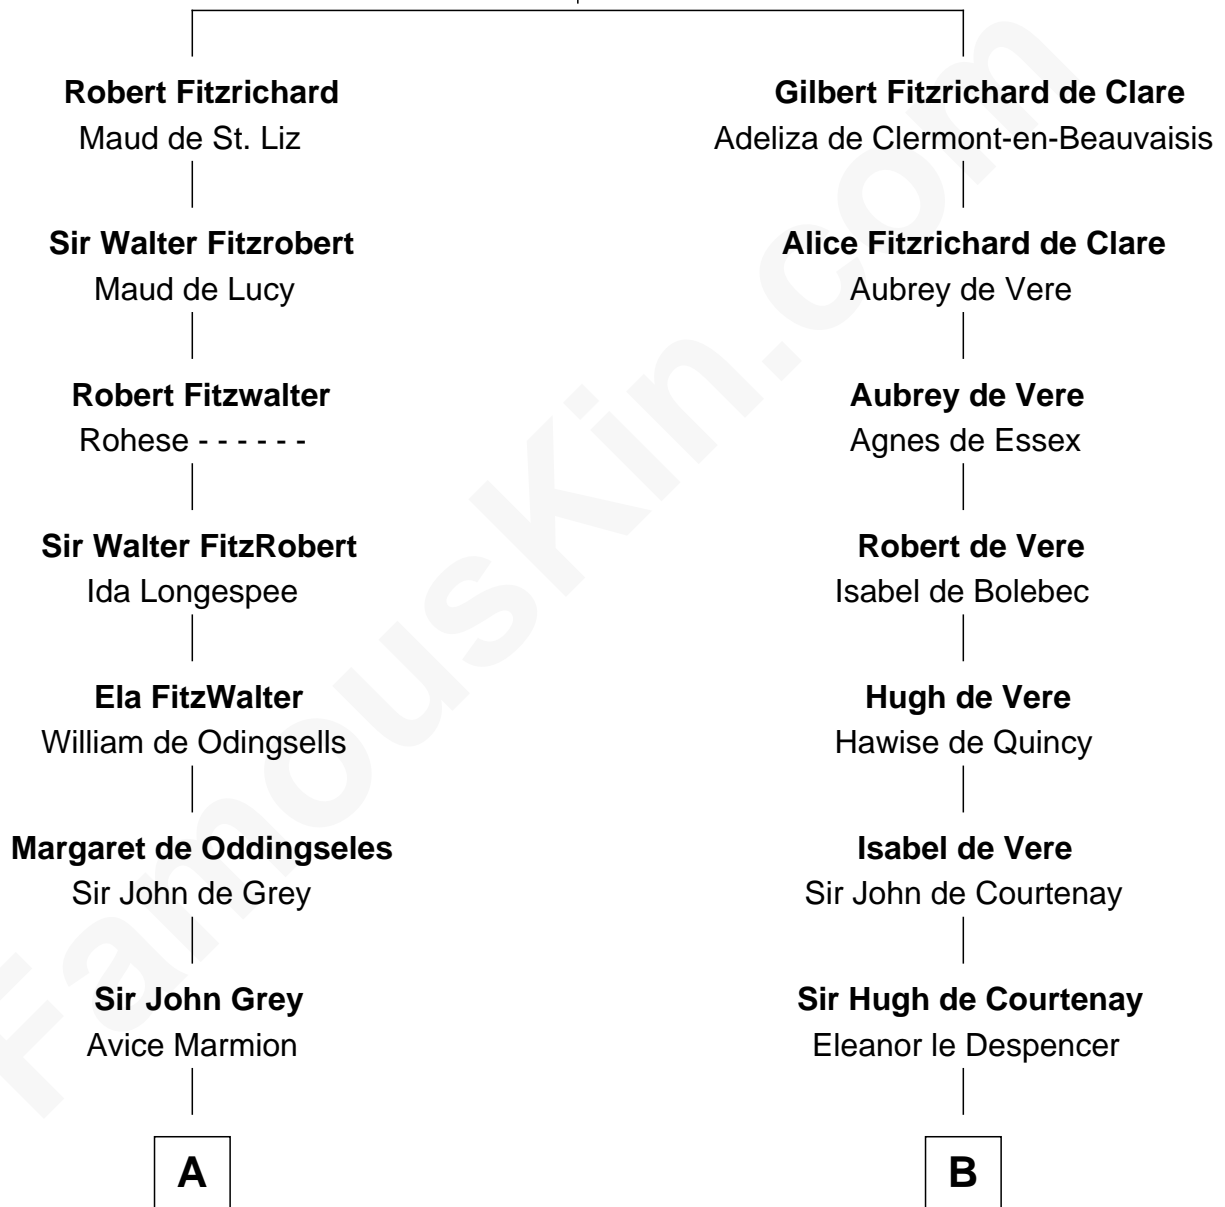 Robert Fitzrichard
Maud de St. Liz
Sir Walter Fitzrobert
Maud de Lucy
Robert Fitzwalter
Rohese - - - - - -
Sir Walter FitzRobert
Ida Longespee
Ela FitzWalter
William de Odingsells
Margaret de Oddingseles
Sir John de Grey
Sir John Grey
Avice Marmion
A
Gilbert Fitzrichard de Clare
Adeliza de Clermont-en-Beauvaisis
Alice Fitzrichard de Clare
Aubrey de Vere
Aubrey de Vere
Agnes de Essex
Robert de Vere
Isabel de Bolebec
Hugh de Vere
Hawise de Quincy
Isabel de Vere
Sir John de Courtenay
Sir Hugh de Courtenay
Eleanor le Despencer
B
FamousKin.com